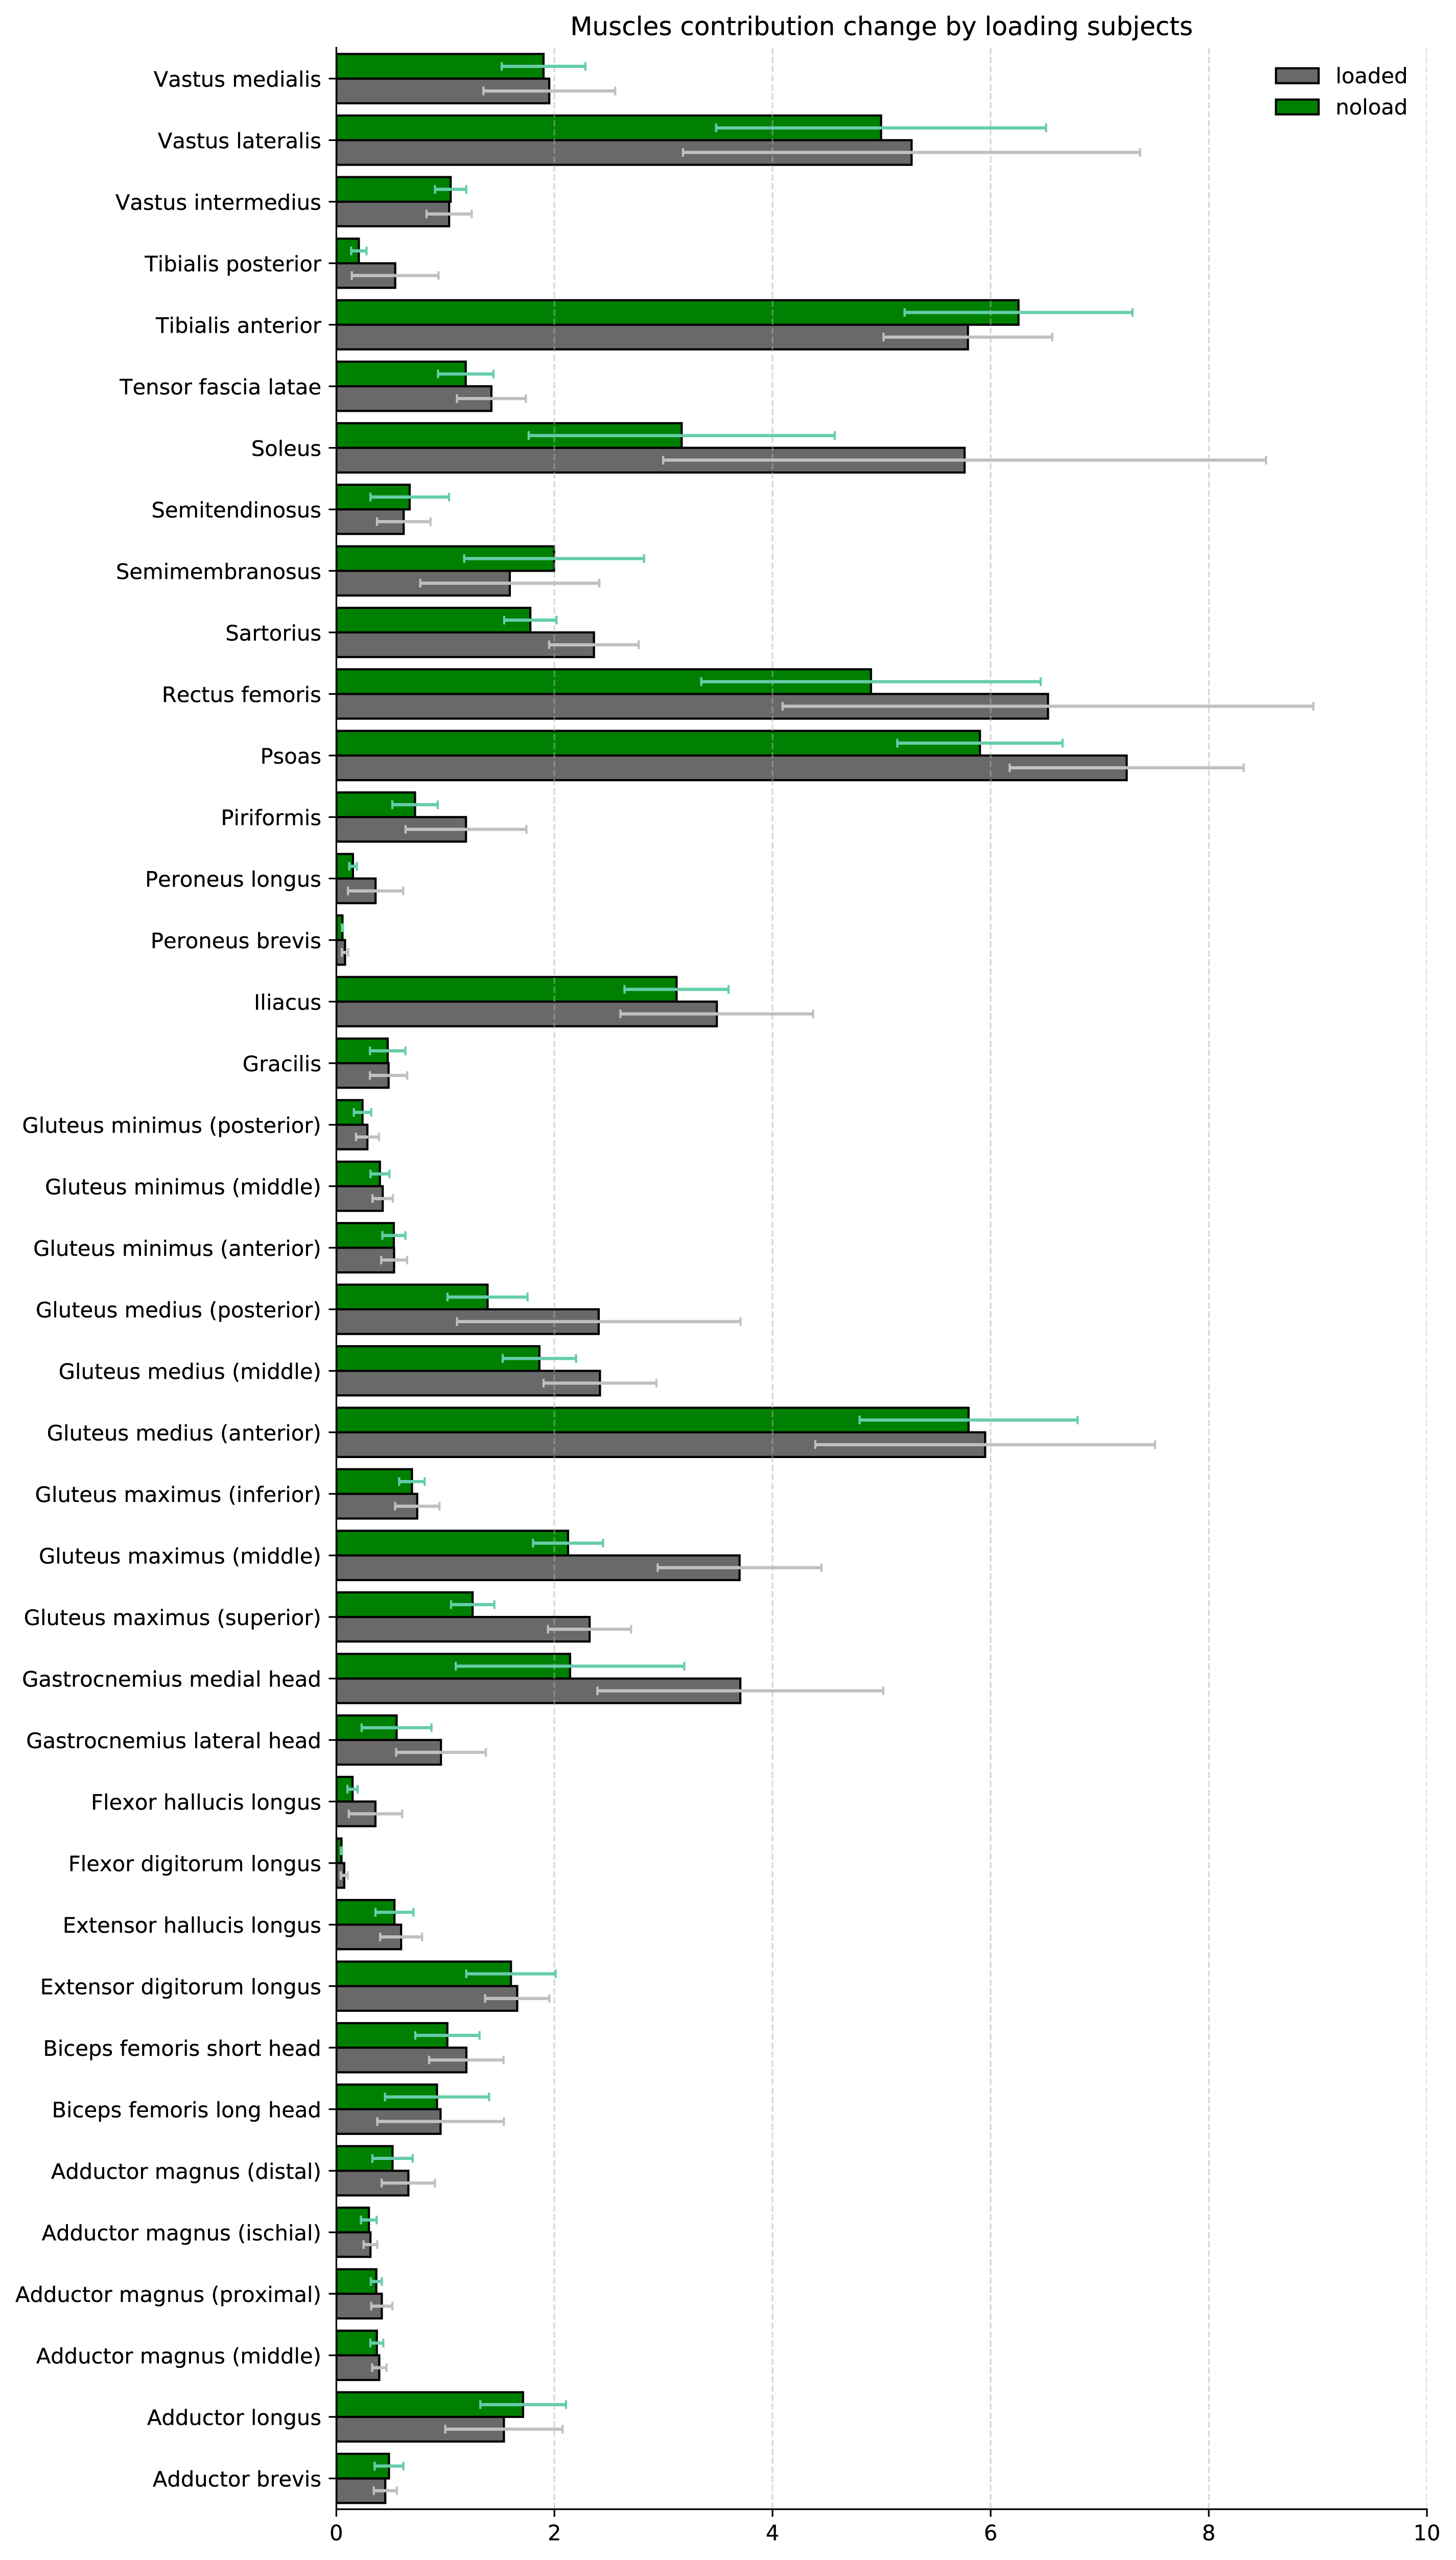 Muscles contribution change by loading subjects
loaded
noload
Vastus medialis
Vastus lateralis
Vastus intermedius
Tibialis posterior
Tibialis anterior
Tensor fascia latae
Soleus
Semitendinosus
Semimembranosus
Sartorius
Rectus femoris
Psoas
Piriformis
Peroneus longus
Peroneus brevis
Iliacus
Gracilis
Gluteus minimus (posterior)
Gluteus minimus (middle)
Gluteus minimus (anterior)
Gluteus medius (posterior)
Gluteus medius (middle)
Gluteus medius (anterior)
Gluteus maximus (inferior)
Gluteus maximus (middle)
Gluteus maximus (superior)
Gastrocnemius medial head
Gastrocnemius lateral head
Flexor hallucis longus
Flexor digitorum longus
Extensor hallucis longus
Extensor digitorum longus
Biceps femoris short head
Biceps femoris long head
Adductor magnus (distal)
Adductor magnus (ischial)
Adductor magnus (proximal)
Adductor magnus (middle)
Adductor longus
Adductor brevis
0 2 4 6 8 10